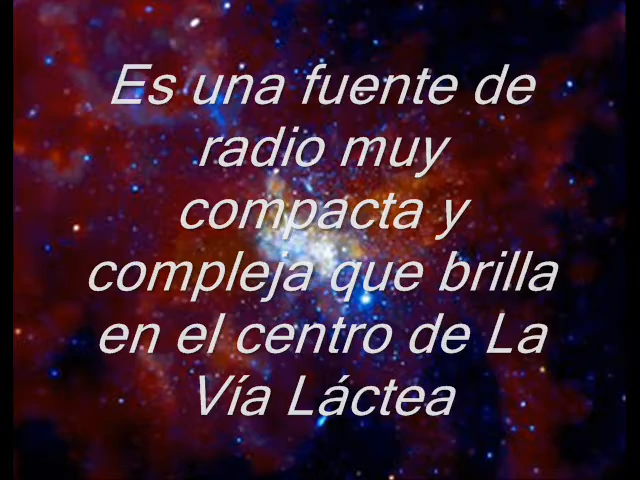 Es una fuente de
radio muy
compacta y
compleja que brilla
en el centro de La
Vía Láctea